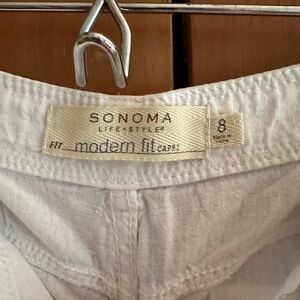 SONOMA
LIFE+STYLE®
8
FIT modern fit CAPRI